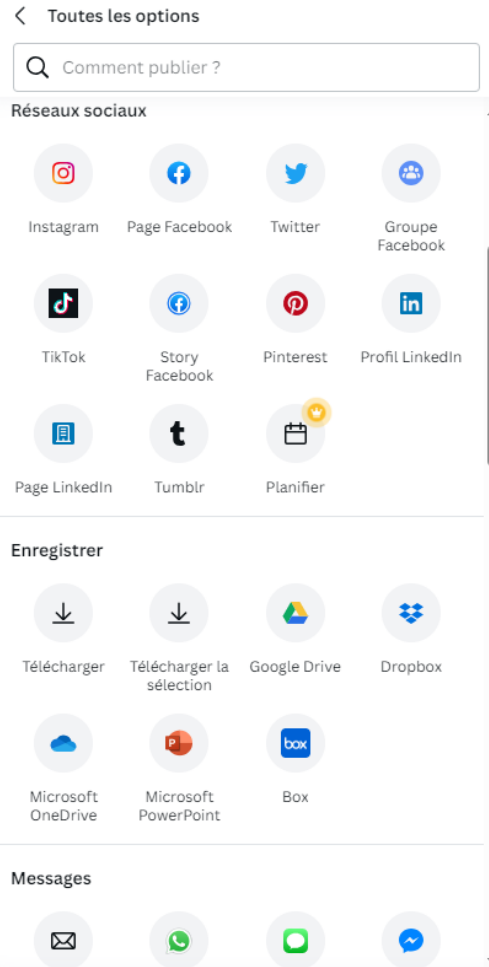 Toutes les options
Comment publier ?
Réseaux sociaux
Instagram
Page Facebook
Twitter
Groupe
Facebook
TikTok
Story
Facebook
Pinterest
Profil LinkedIn
Page LinkedIn
Tumblr
Planifier
Enregistrer
Télécharger
Télécharger la
sélection
Google Drive
Dropbox
Microsoft
OneDrive
Microsoft
PowerPoint
box
Box
Messages